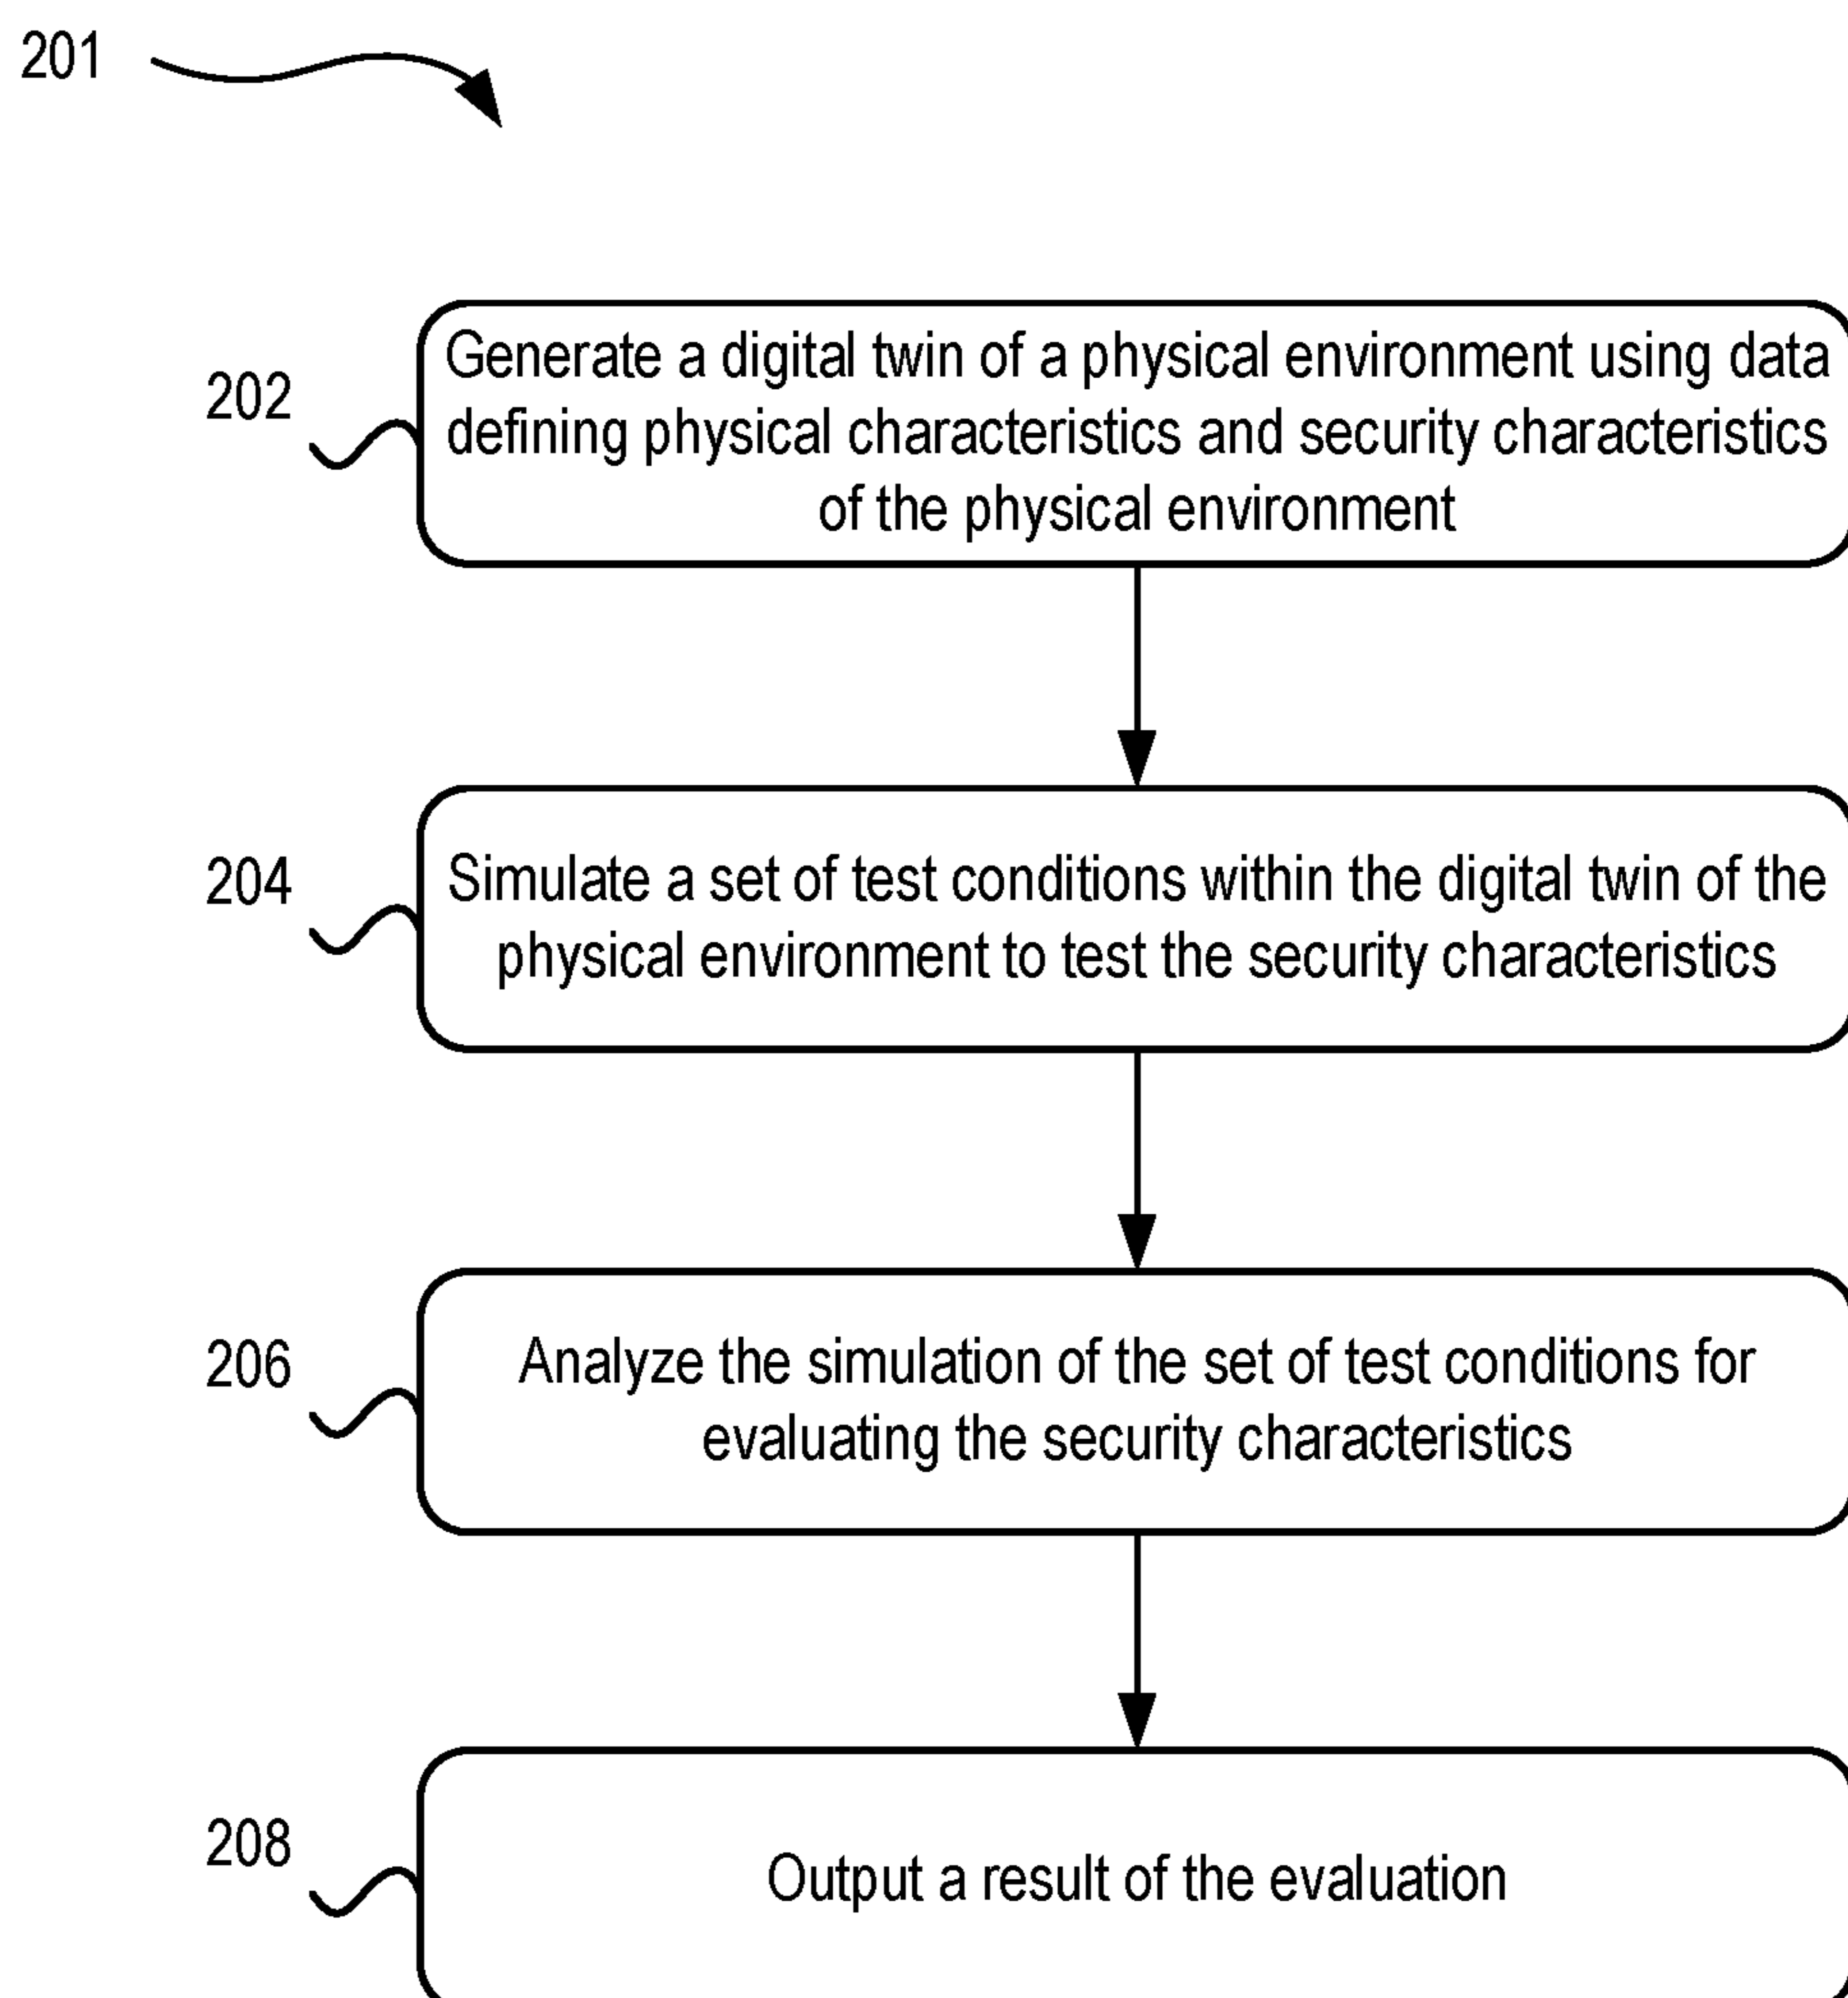 201
202
Generate a digital twin of a physical environment using data
defining physical characteristics and security characteristics
of the physical environment
204
Simulate a set of test conditions within the digital twin of the
physical environment to test the security characteristics
206
Analyze the simulation of the set of test conditions for
evaluating the security characteristics
208
Output a result of the evaluation